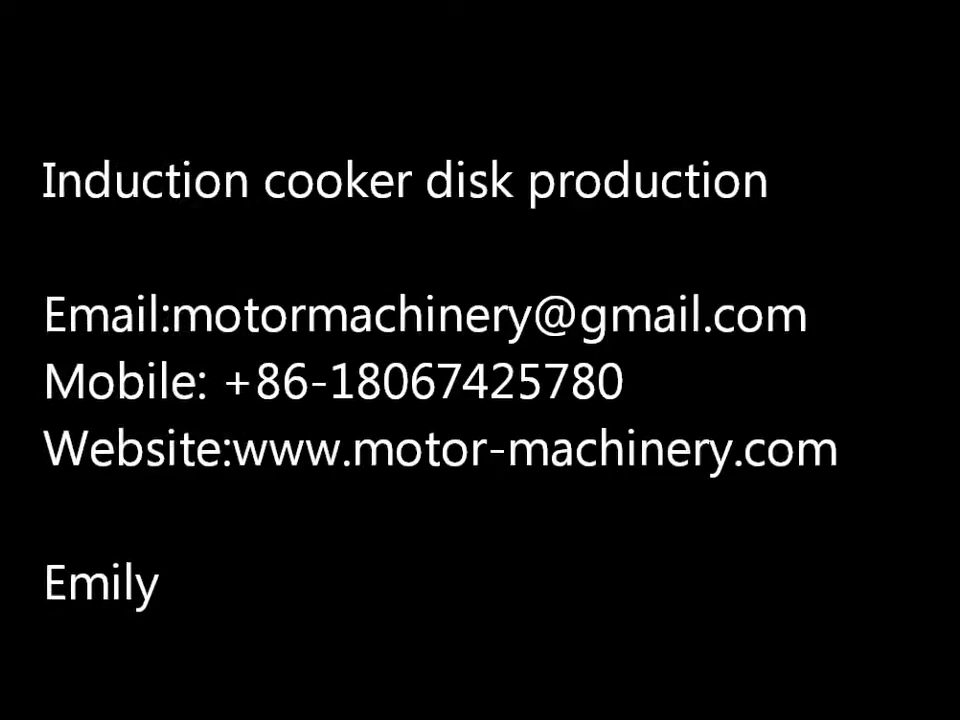 Induction cooker disk production
Email:motormachinery@gmail.com
Mobile: +86-18067425780
Website:www.motor-machinery.com
Emily